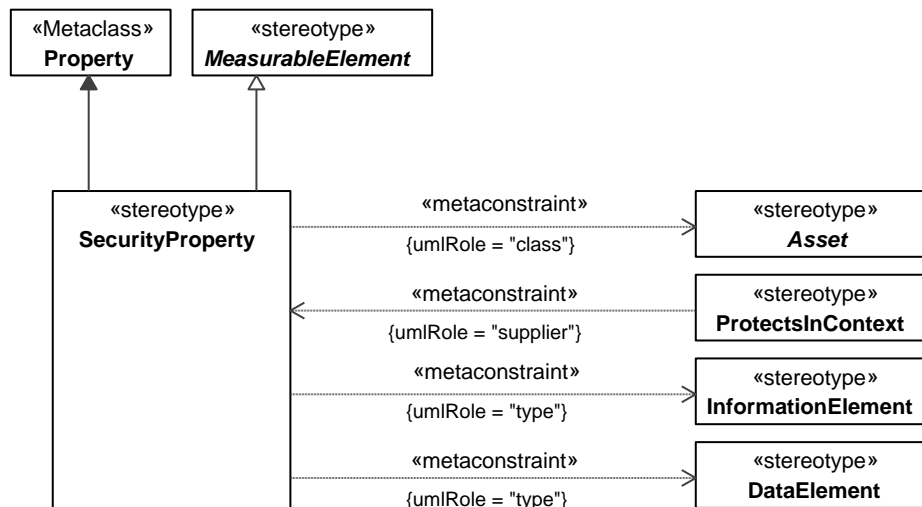 «Metaclass»
Property
«stereotype»
MeasurableElement
«stereotype»
SecurityProperty
«metaconstraint»
{umlRole = "class"}
«stereotype»
Asset
«metaconstraint»
{umlRole = "supplier"}
«stereotype»
ProtectsInContext
«metaconstraint»
{umlRole = "type"}
«stereotype»
InformationElement
«metaconstraint»
{umlRole = "type"}
«stereotype»
DataElement